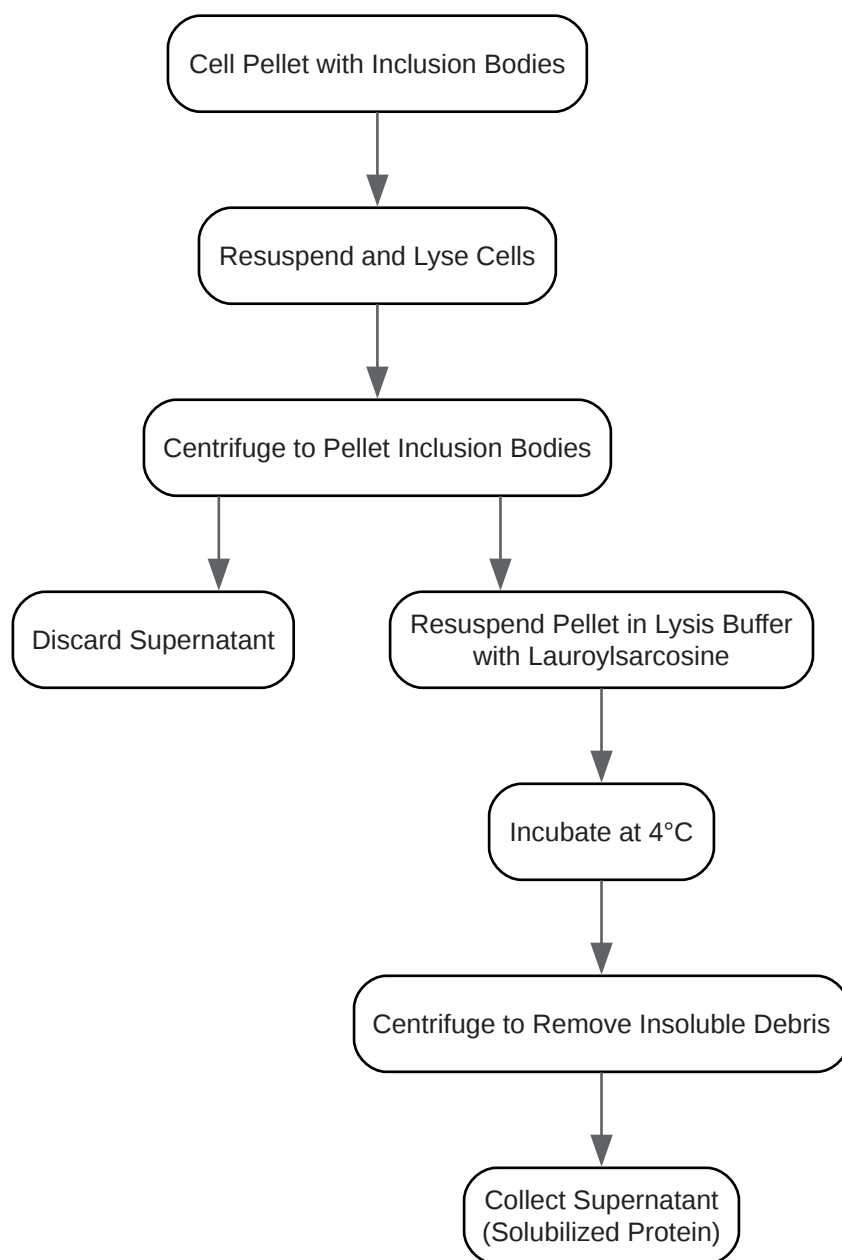 Cell Pellet with Inclusion Bodies
Resuspend and Lyse Cells
Centrifuge to Pellet Inclusion Bodies
Discard Supernatant
Resuspend Pellet in Lysis Buffer
with Lauroylsarcosine
Incubate at 4°C
Centrifuge to Remove Insoluble Debris
Collect Supernatant
(Solubilized Protein)